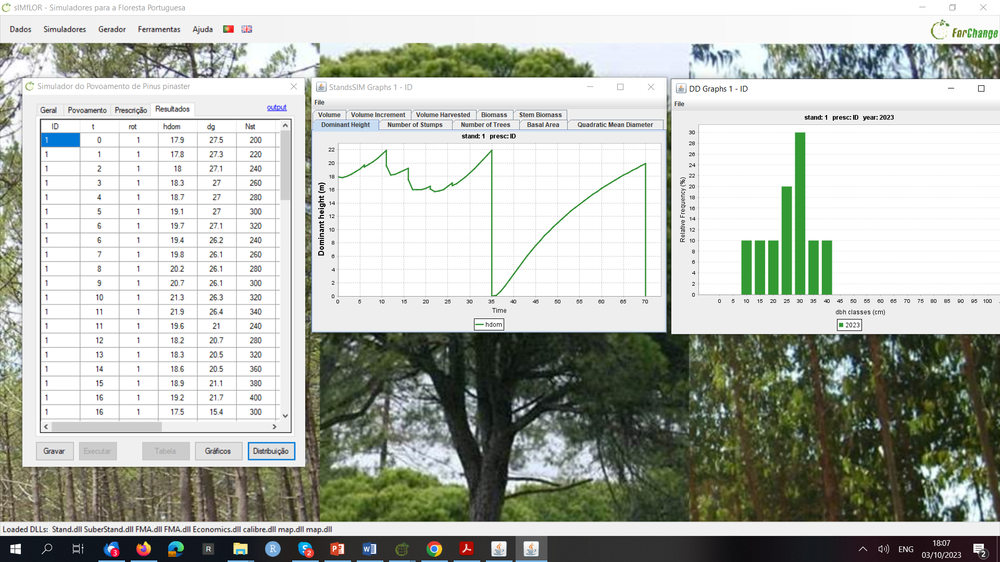 sIMfLOR - Simuladores para a Floresta Portuguesa
Dados Simuladores Gerador Ferramentas Ajuda
ForChange
Simulador do Povoamento de Pinus pinaster
Geral Povoamento Prescrição Resultados output
ID t rot hdom dg Nst
1 0 1 17.9 27.5 200
1 1 1 17.8 27.3 220
1 2 1 18 27.1 240
1 3 1 18.3 27 260
1 4 1 18.7 27 280
1 5 1 19.1 27 300
1 6 1 19.7 27.1 320
1 6 1 19.4 26.2 240
1 7 1 19.8 26.1 260
1 8 1 20.2 26.1 280
1 9 1 20.7 26.1 300
1 10 1 21.3 26.3 320
1 11 1 21.9 26.4 340
1 11 1 19.6 21 240
1 12 1 18.2 20.7 280
1 13 1 18.3 20.5 320
1 14 1 18.6 20.5 360
1 15 1 18.9 21.1 380
1 16 1 19.2 21.7 400
1 16 1 17.5 15.4 300
Gravar Executar Tabela Gráficos Distribuição
StandsSIM Graphs 1 - ID
File
Volume Volume Increment Volume Harvested Biomass Stem Biomass
Dominant Height Number of Stumps Number of Trees Basal Area Quadratic Mean Diameter
stand: 1 presc: ID
Dominant height (m)
22
20
18
16
14
12
10
8
6
4
2
0
0 5 10 15 20 25 30 35 40 45 50 55 60 65 70
Time
hdom
DD Graphs 1 - ID
File
stand: 1 presc: ID year: 2023
Relative Frequency (%)
30
28
26
24
22
20
18
16
14
12
10
8
6
4
2
0
0 5 10 15 20 25 30 35 40 45 50 55 60 65 70 75 80 85 90 95 100
dbh classes (cm)
2023
Loaded DLLs: Stand.dll SuberStand.dll FMA.dll FMA.dll Economics.dll calibre.dll map.dll map.dll
3
R
R
S 2
P
W
ENG
18:07
03/10/2023
2